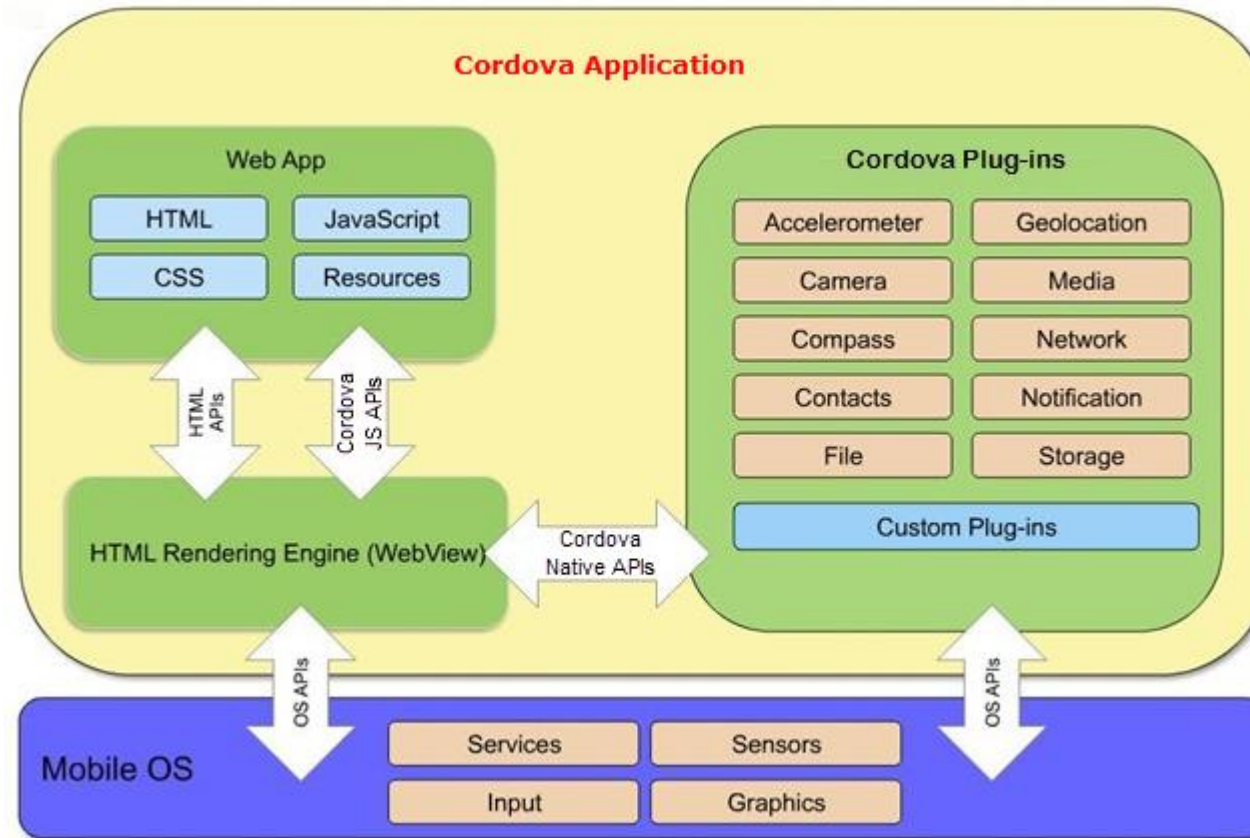 Cordova Application
Web App
HTML
JavaScript
CSS
Resources
HTML
APIs
Cordova
JS APIs
HTML Rendering Engine (WebView)
Cordova
Native APIs
Cordova Plug-ins
Accelerometer
Geolocation
Camera
Media
Compass
Network
Contacts
Notification
File
Storage
Custom Plug-ins
OS APIs
OS APIs
Mobile OS
Services
Sensors
Input
Graphics